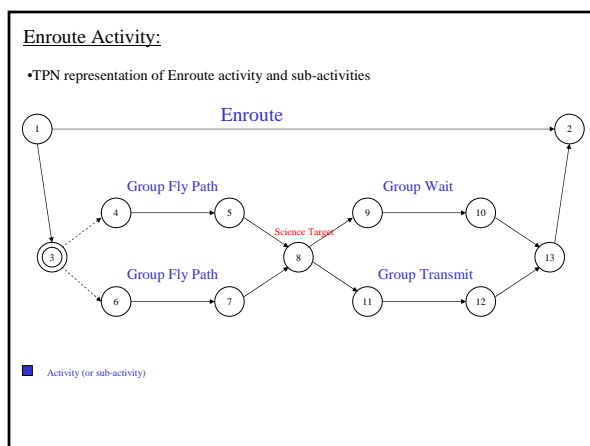 Enroute Activity:
•TPN representation of Enroute activity and sub-activities
Enroute
1
2
Group Fly Path
Group Wait
4
5
9
10
Science Target
3
8
13
Group Fly Path
Group Transmit
6
7
11
12
Activity (or sub-activity)